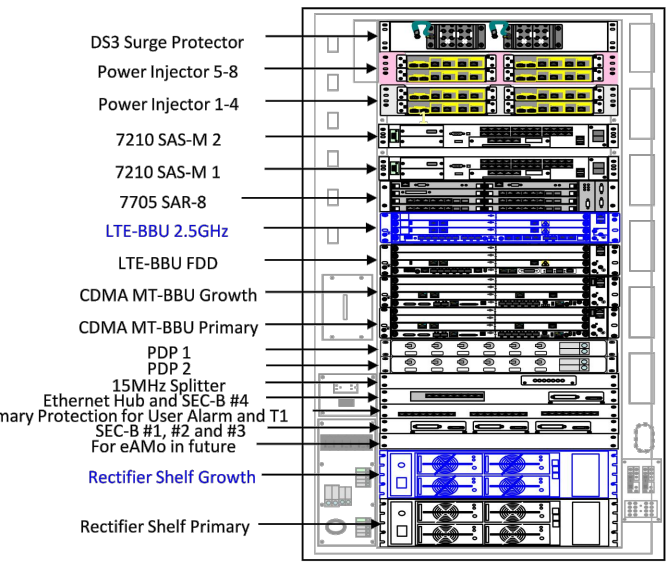 DS3 Surge Protector
Power Injector 5-8
Power Injector 1-4
7210 SAS-M 2
7210 SAS-M 1
7705 SAR-8
LTE-BBU 2.5GHz
LTE-BBU FDD
CDMA MT-BBU Growth
CDMA MT-BBU Primary
PDP 1
PDP 2
15MHz Splitter
Ethernet Hub and SEC-B #4
mary Protection for User Alarm and T1
SEC-B #1, #2 and #3
For eAMo in future
Rectifier Shelf Growth
Rectifier Shelf Primary